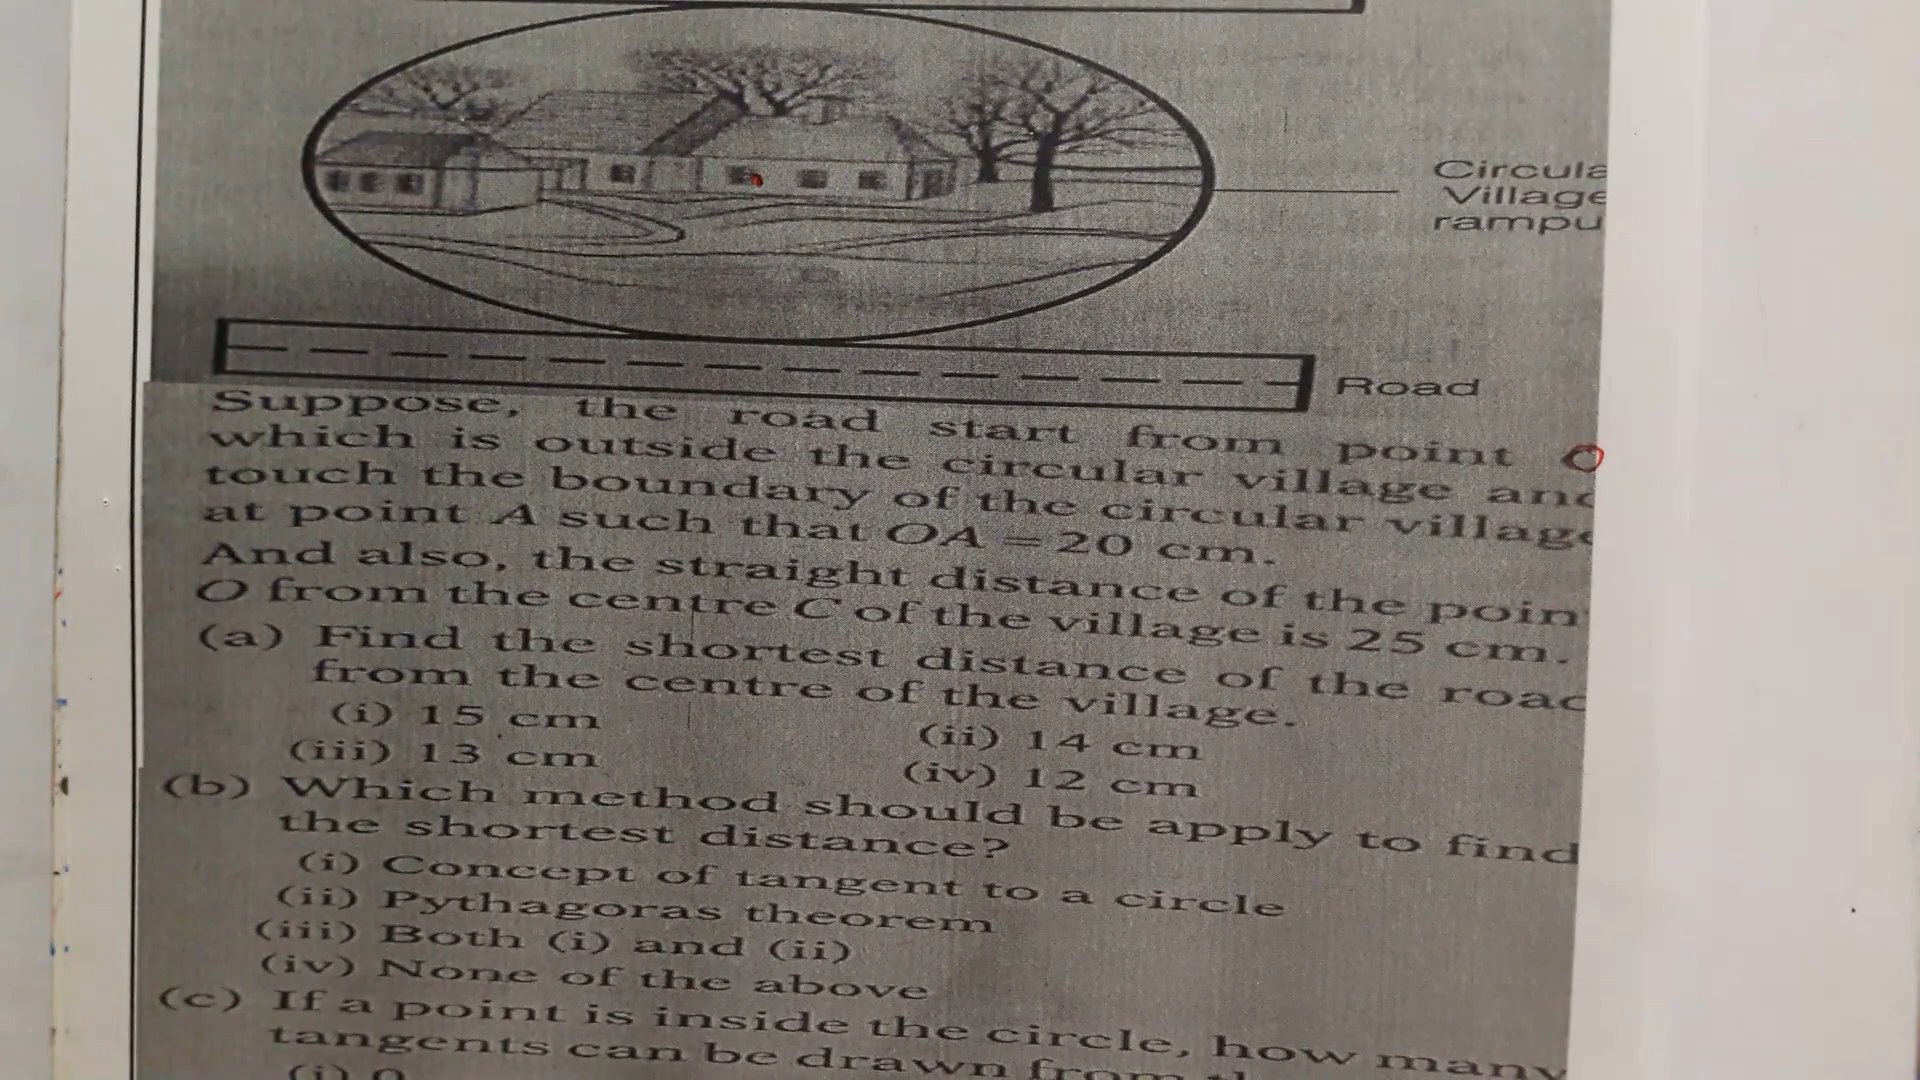 Circula
Village
rampu
Road
Suppose, the road start from point O
which is outside the circular village and
touch the boundary of the circular village
at point A such that OA = 20 cm.
And also, the straight distance of the poin
O from the centre C of the village is 25 cm.
(a) Find the shortest distance of the road
from the centre of the village.
(i) 15 cm (ii) 14 cm
(iii) 13 cm (iv) 12 cm
(b) Which method should be apply to find
the shortest distance?
(i) Concept of tangent to a circle
(ii) Pythagoras theorem
(iii) Both (i) and (ii)
(iv) None of the above
(c) If a point is inside the circle, how many
tangents can be drawn from
(i) 0